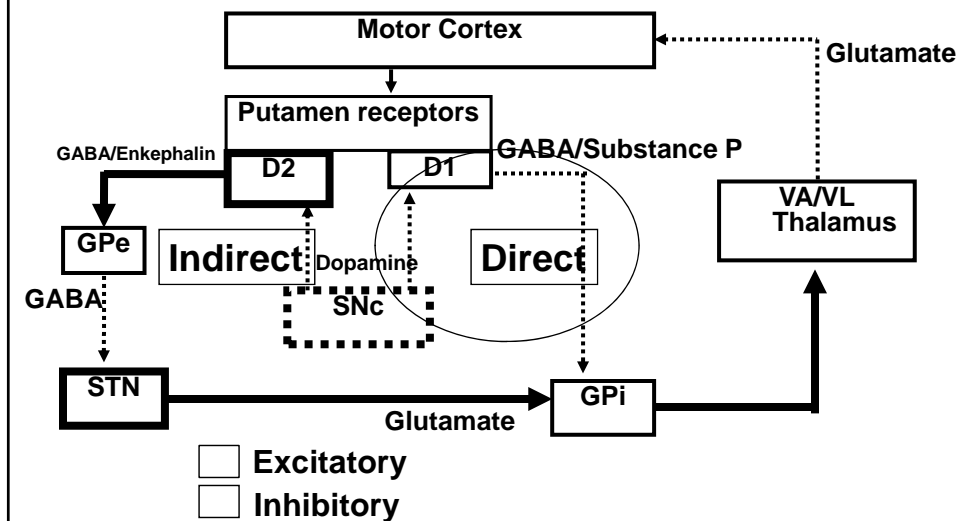 Motor Cortex
Glutamate
Putamen receptors
GABA/Enkephalin
D2
D1
GABA/Substance P
VA/VL
Thalamus
GPe
Indirect
Dopamine
Direct
GABA
SNc
STN
GPi
Glutamate
Excitatory
Inhibitory